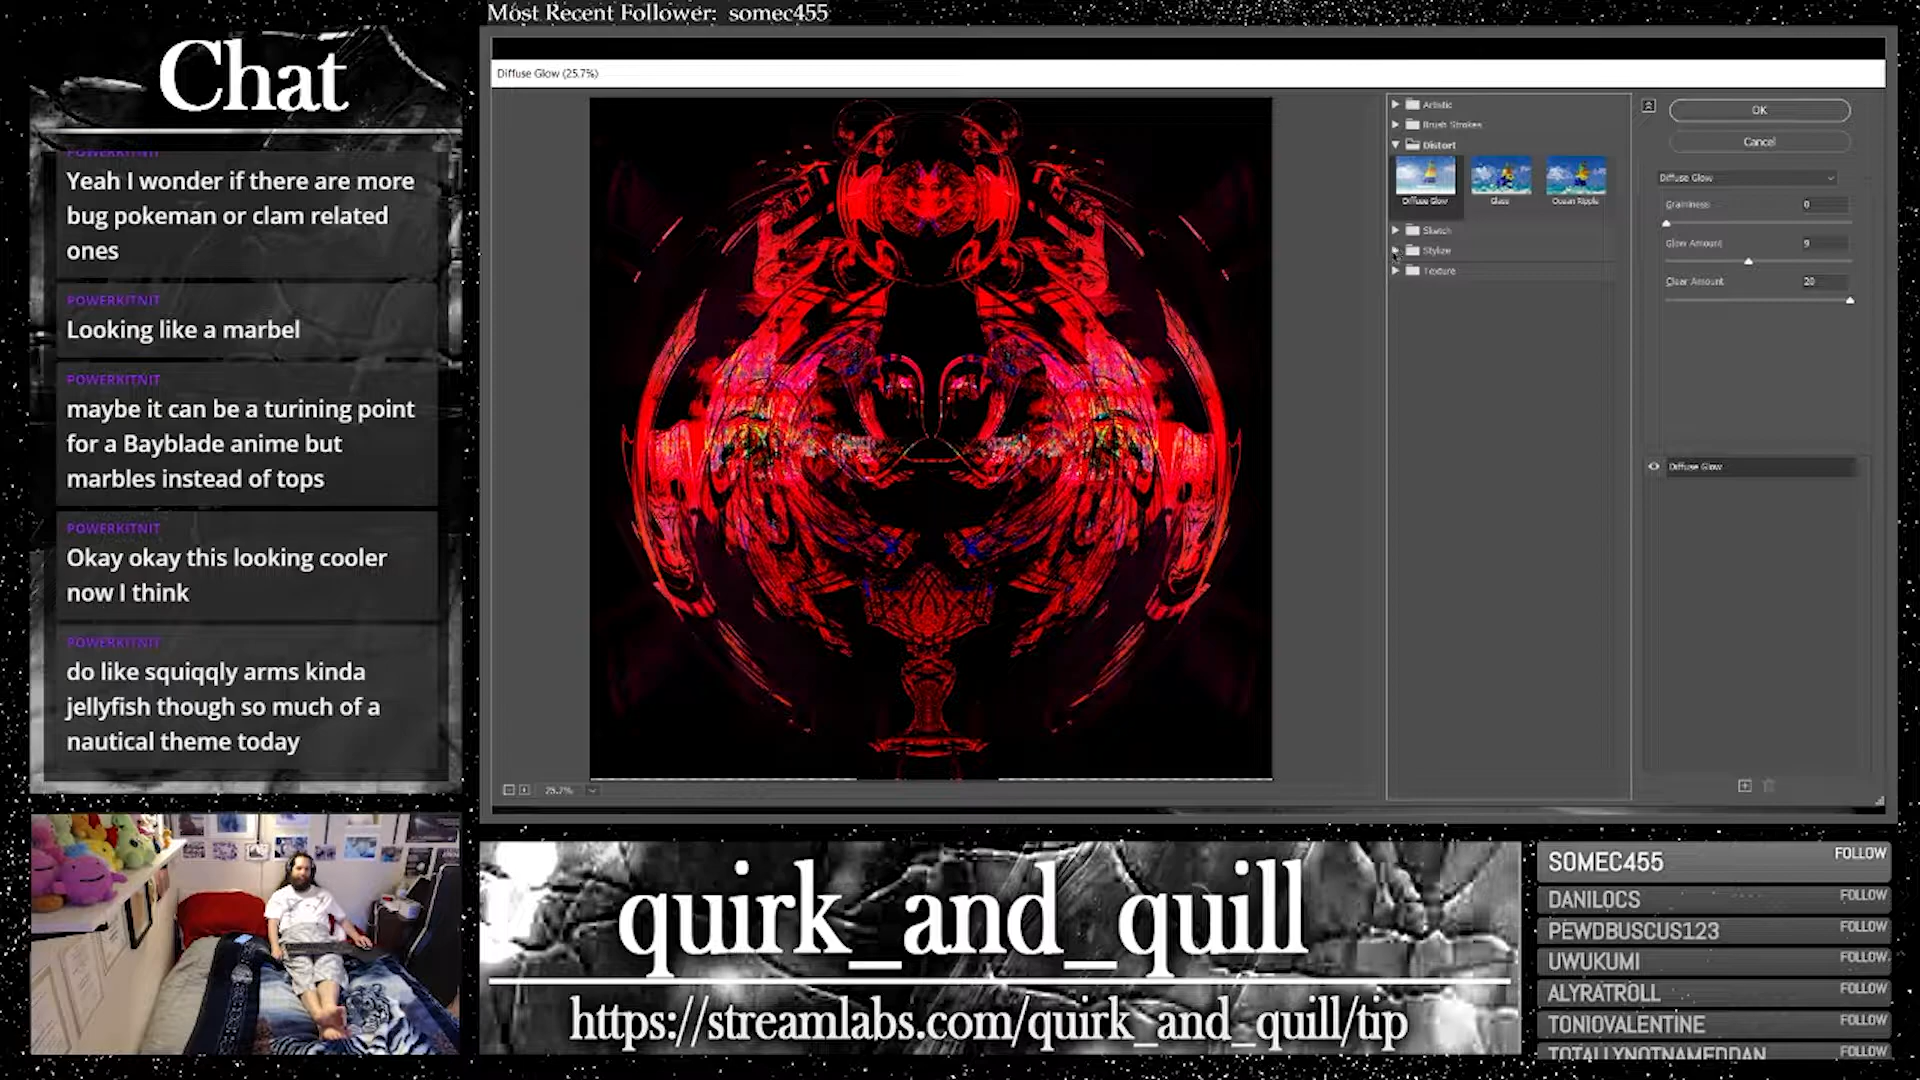 Most Recent Follower: somec455
Chat
POWERKITNIT
Yeah I wonder if there are more
bug pokeman or clam related
ones
POWERKITNIT
Looking like a marbel
POWERKITNIT
maybe it can be a turining point
for a Bayblade anime but
marbles instead of tops
POWERKITNIT
Okay okay this looking cooler
now I think
POWERKITNIT
do like squiqqly arms kinda
jellyfish though so much of a
nautical theme today
Diffuse Glow (25.7%)
Artistic
Brush Strokes
Distort
Diffuse Glow
Glass
Ocean Ripple
Sketch
Stylize
Texture
OK
Cancel
Diffuse Glow
Graininess 0
Glow Amount 9
Clear Amount 20
Diffuse Glow
25.7%
quirk_and_quill
https://streamlabs.com/quirk_and_quill/tip
SOMEC455 FOLLOW
DANILOCS FOLLOW
PEWDBUSCUS123 FOLLOW
UWUKUMI FOLLOW
ALYRATROLL FOLLOW
TONIOVALENTINE FOLLOW
TOTALLYNOTNAMEDDAN FOLLOW